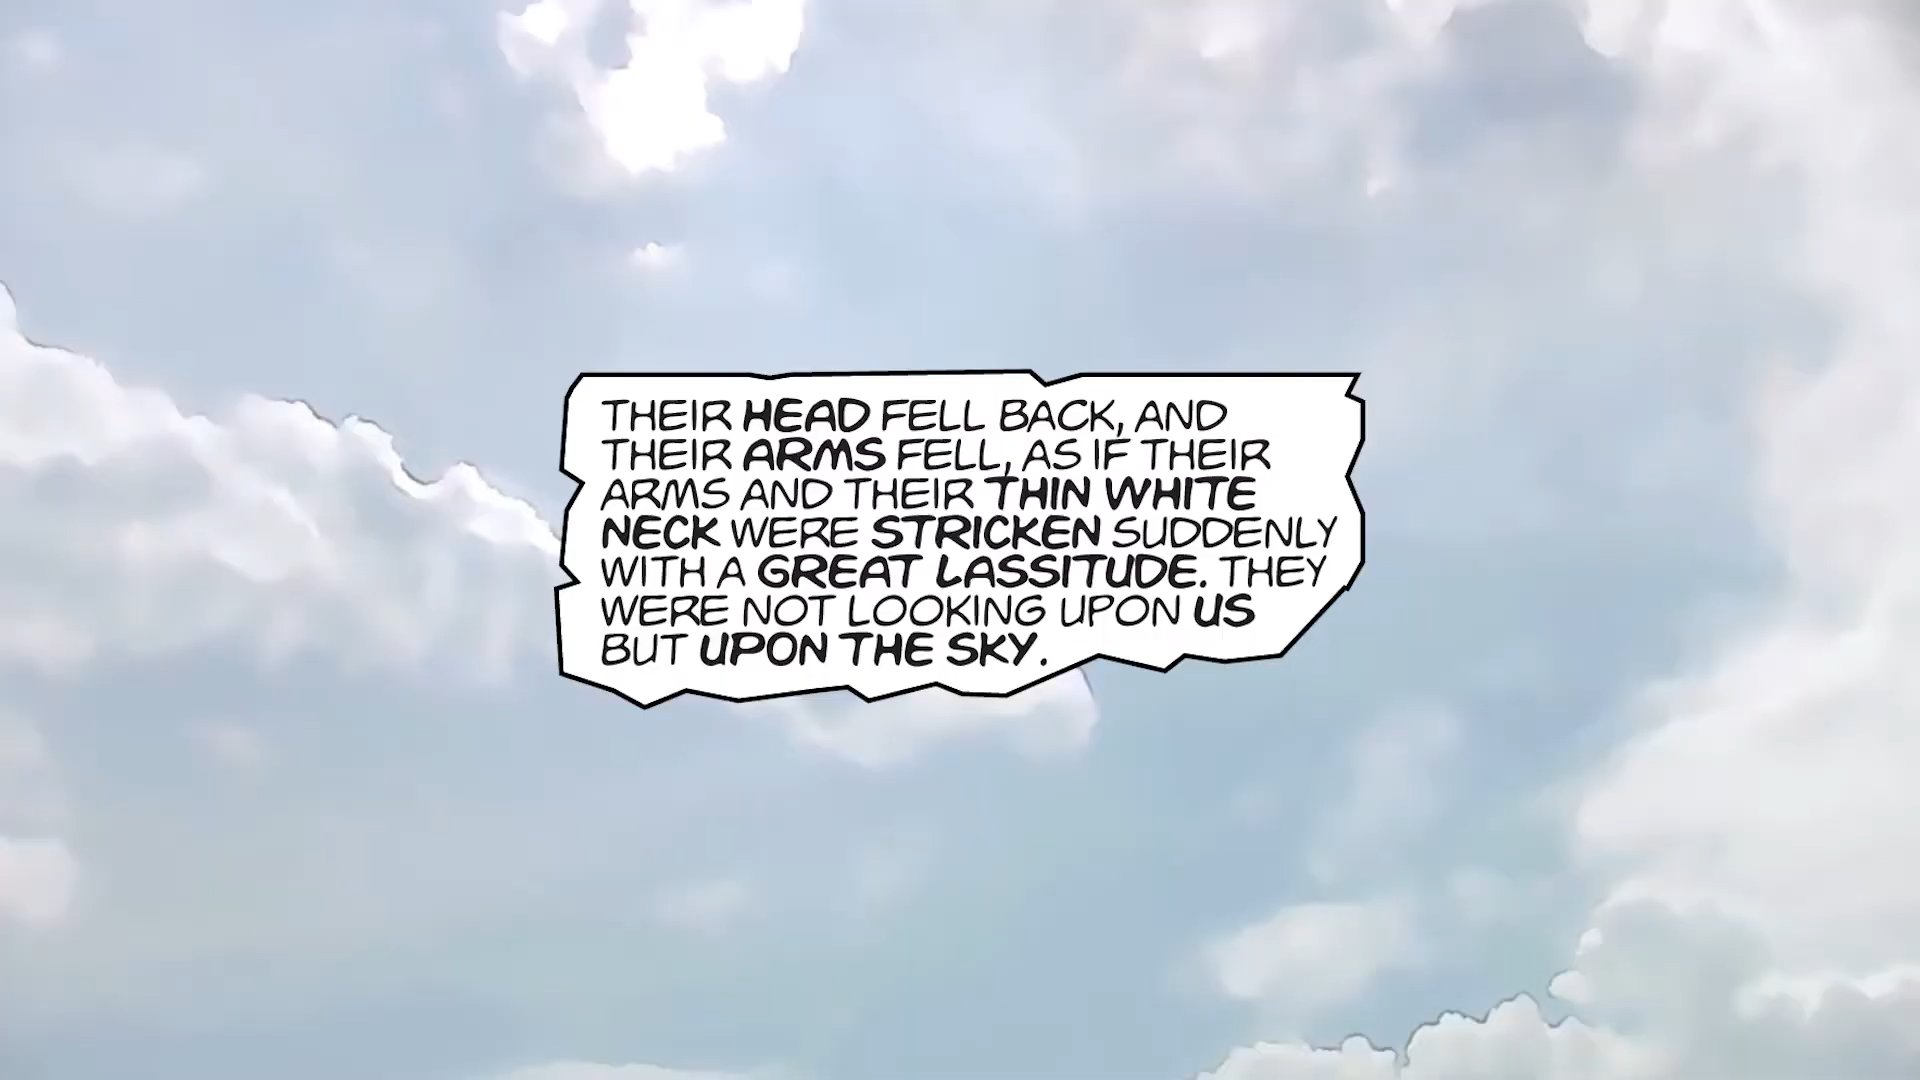 THEIR HEAD FELL BACK, AND
THEIR ARMS FELL, AS IF THEIR
ARMS AND THEIR THIN WHITE
NECK WERE STRICKEN SUDDENLY
WITH A GREAT LASSITUDE. THEY
WERE NOT LOOKING UPON US
BUT UPON THE SKY.